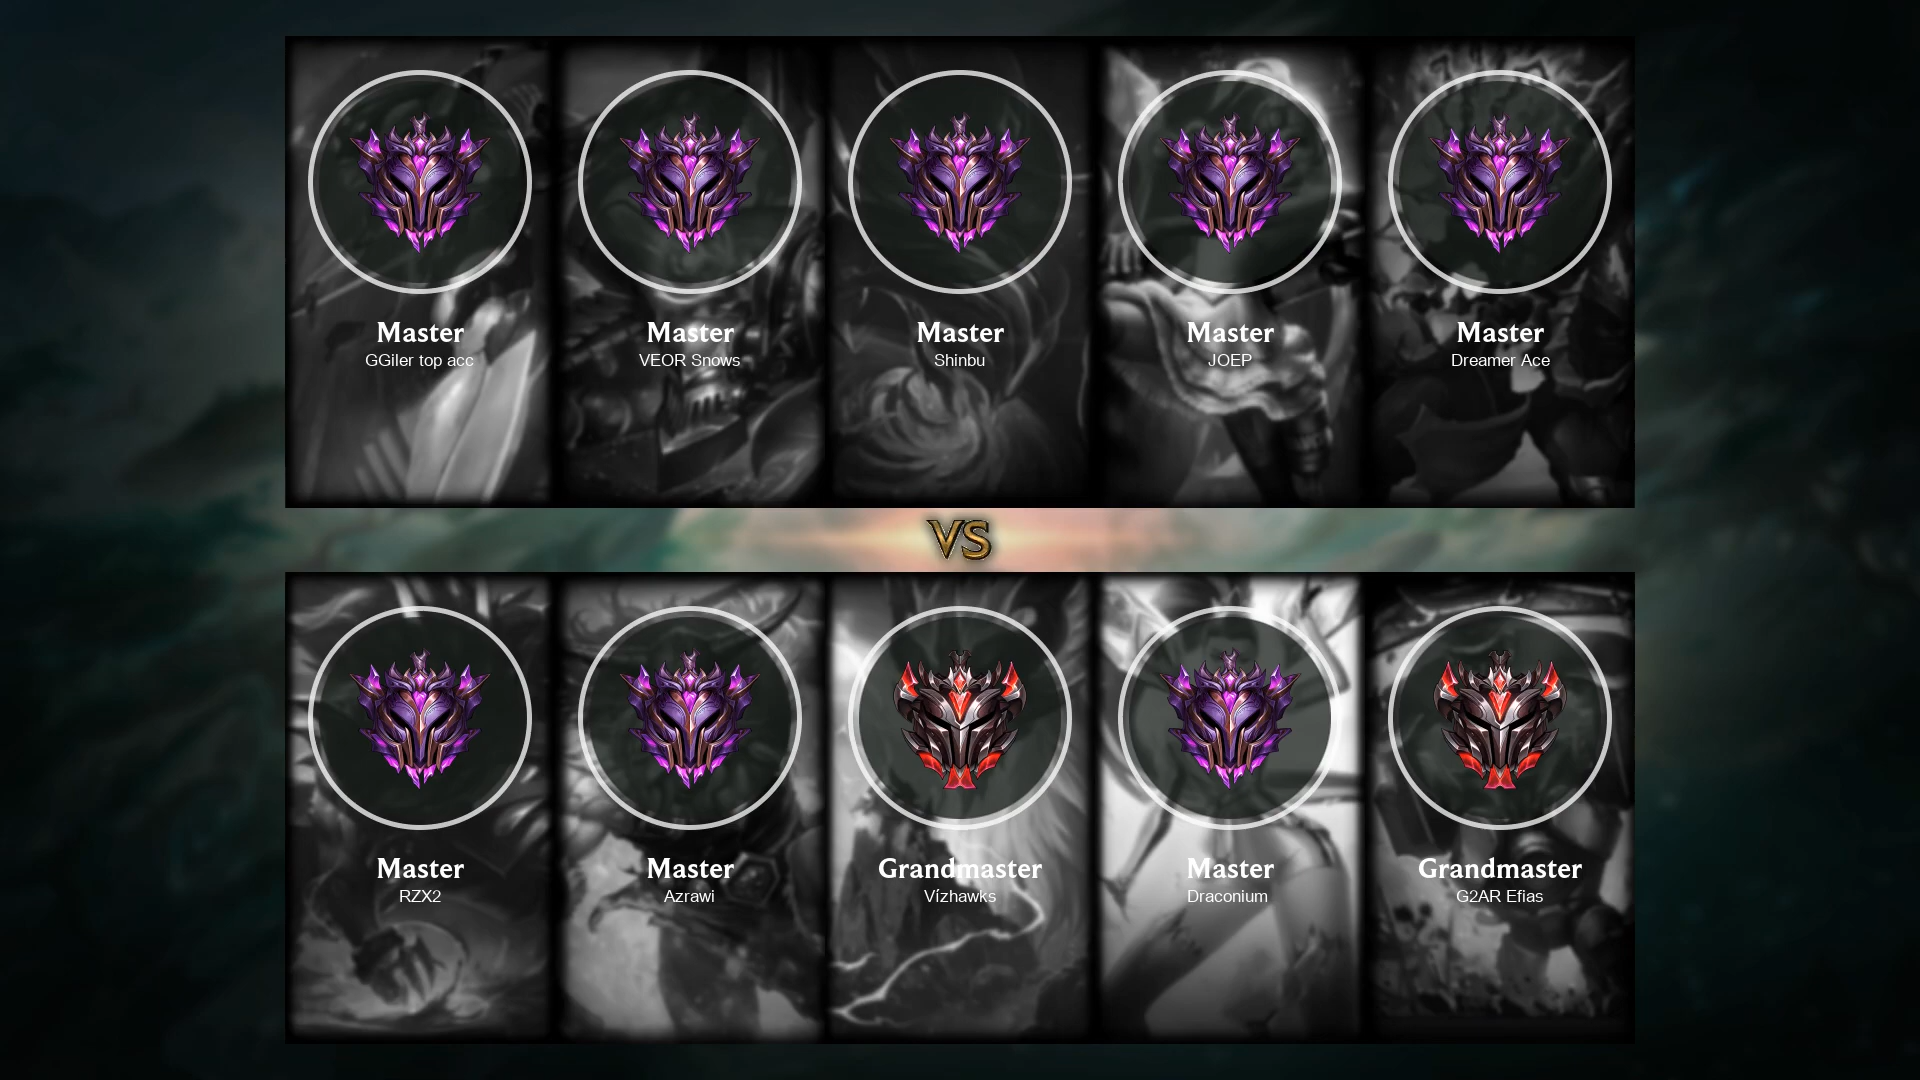 Master
GGiler top acc
Master
VEOR Snows
Master
Shinbu
Master
JOEP
Master
Dreamer Ace
VS
Master
RZX2
Master
Azrawi
Grandmaster
Vízhawks
Master
Draconium
Grandmaster
G2AR Efias